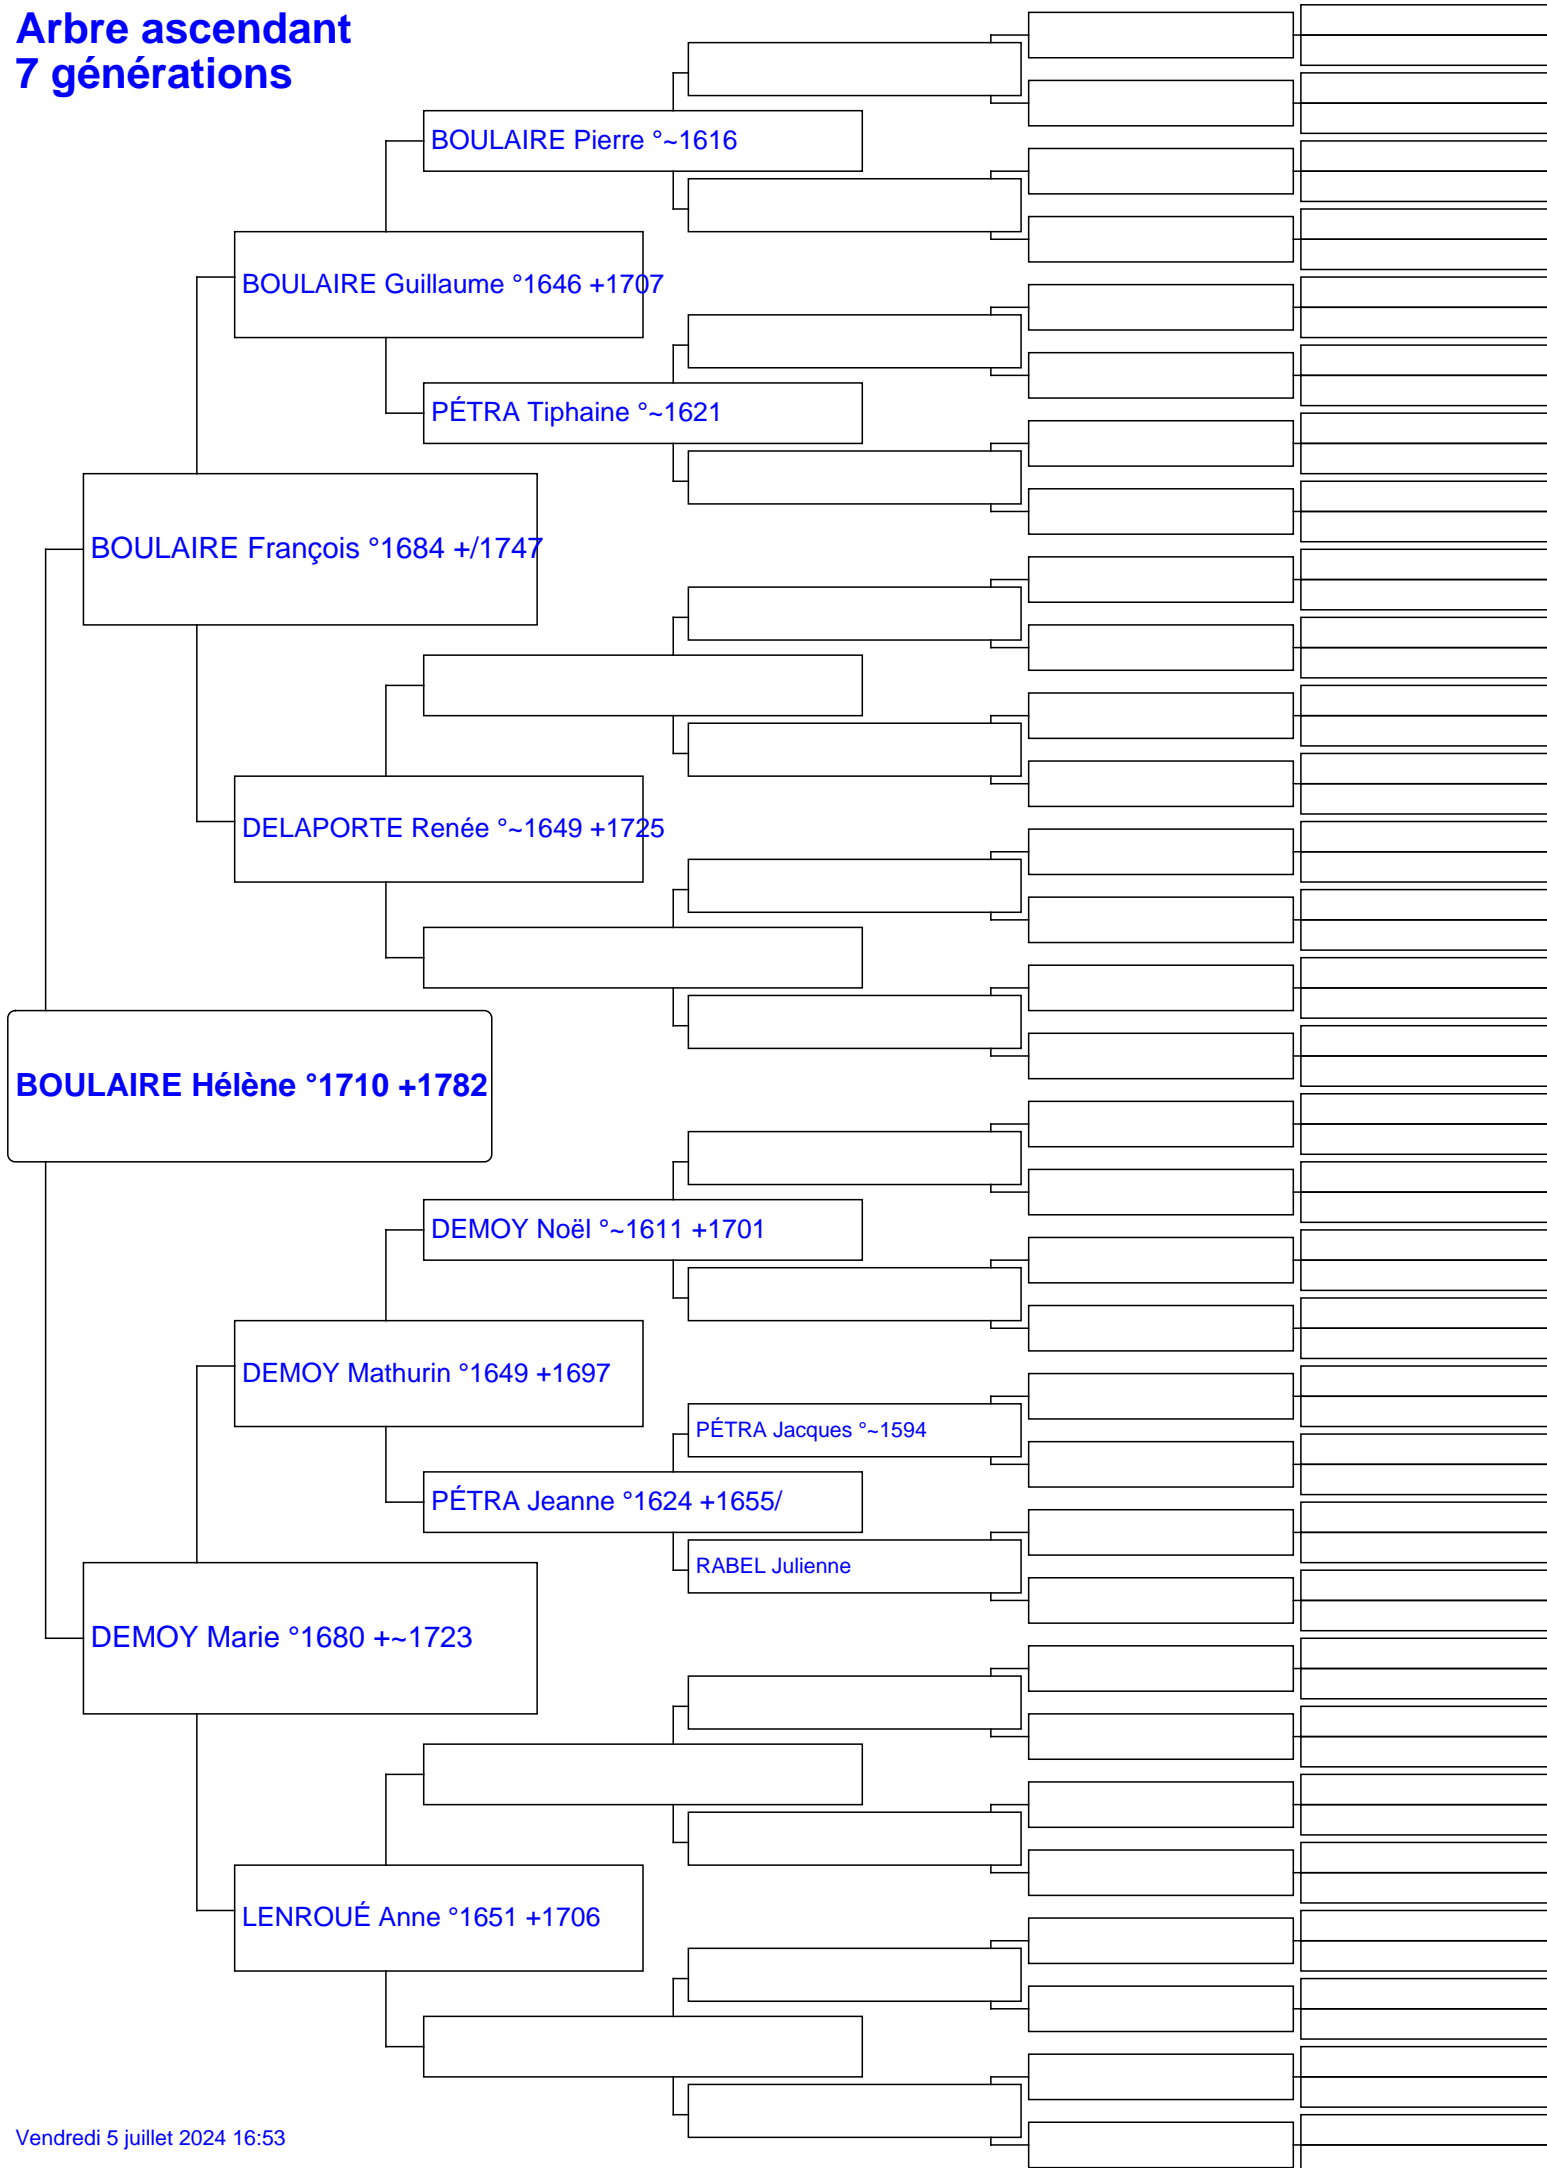 Arbre ascendant
7 générations
BOULAIRE Pierre °~1616
BOULAIRE Guillaume °1646 +1707
PÉTRA Tiphaine °~1621
BOULAIRE François °1684 +/1747
DELAPORTE Renée °~1649 +1725
BOULAIRE Hélène °1710 +1782
DEMOY Noël °~1611 +1701
DEMOY Mathurin °1649 +1697
PÉTRA Jacques °~1594
PÉTRA Jeanne °1624 +1655/
RABEL Julienne
DEMOY Marie °1680 +~1723
LENROUÉ Anne °1651 +1706
Vendredi 5 juillet 2024 16:53